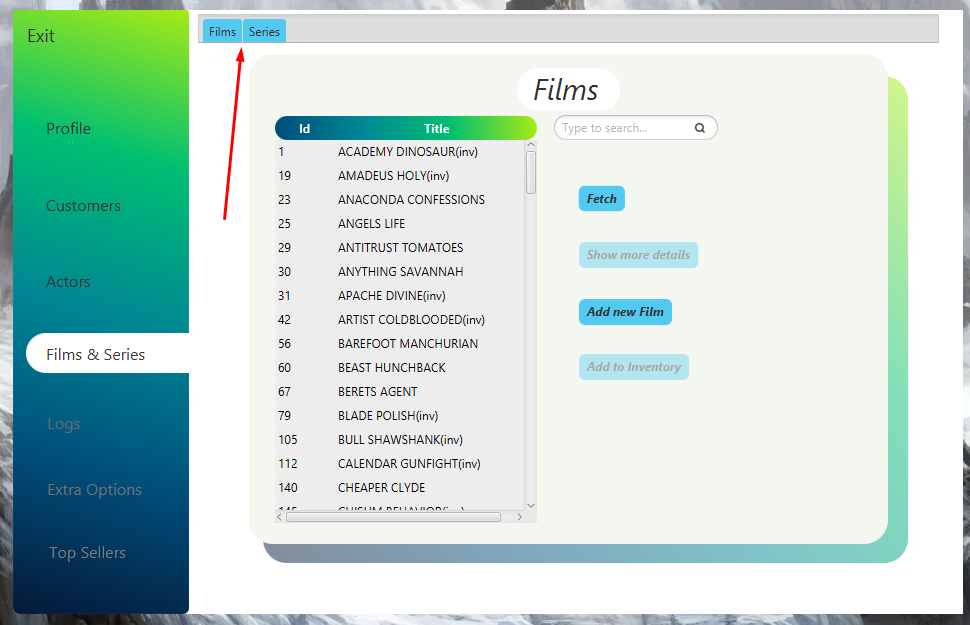 Exit
Profile
Customers
Actors
Films & Series
Logs
Extra Options
Top Sellers
Films Series
Films
Id Title
1 ACADEMY DINOSAUR(inv)
19 AMADEUS HOLY(inv)
23 ANACONDA CONFESSIONS
25 ANGELS LIFE
29 ANTITRUST TOMATOES
30 ANYTHING SAVANNAH
31 APACHE DIVINE(inv)
42 ARTIST COLDBLOODED(inv)
56 BAREFOOT MANCHURIAN
60 BEAST HUNCHBACK
67 BERETS AGENT
79 BLADE POLISH(inv)
105 BULL SHAWSHANK(inv)
112 CALENDAR GUNFIGHT(inv)
140 CHEAPER CLYDE
145 CHISUM BEHAVIOR(inv)
Type to search...
Fetch
Show more details
Add new Film
Add to Inventory